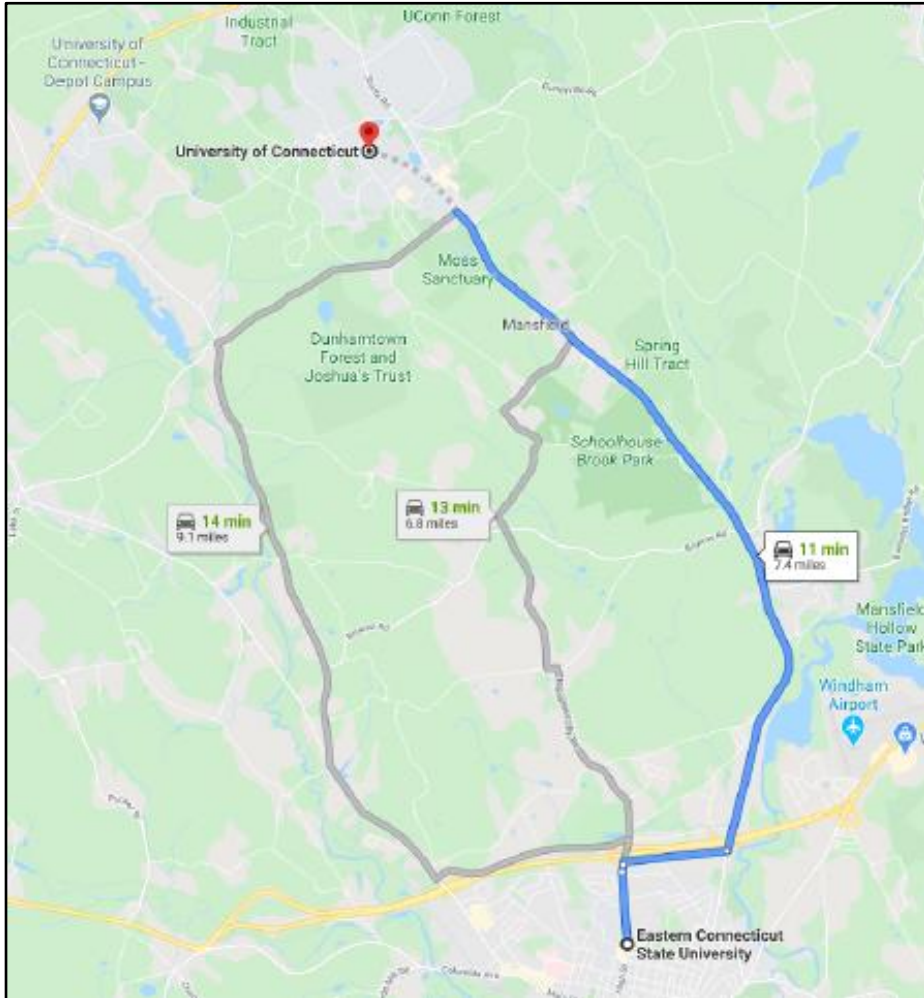 UConn Forest
Industrial
Tract
University of
Connecticut -
Depot Campus
University of Connecticut
Moss
Sanctuary
Mansfield
Dunhamtown
Forest and
Joshua's Trust
Spring
Hill Tract
Schoolhouse
Brook Park
14 min
9.1 miles
13 min
6.8 miles
11 min
7.4 miles
Mansfield
Hollow
State Park
Windham
Airport
Eastern Connecticut
State University